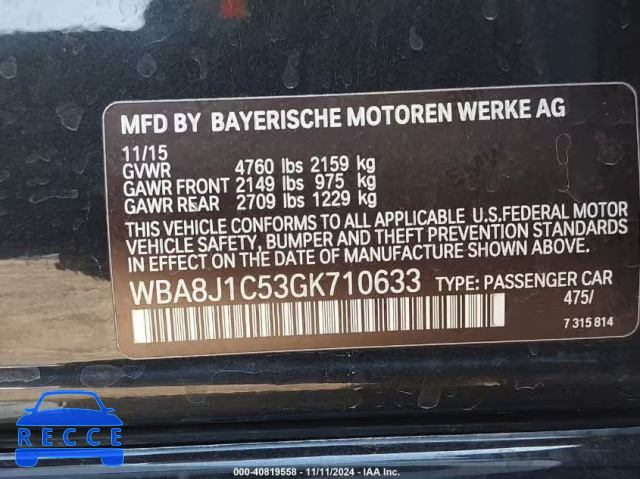 MFD BY BAYERISCHE MOTOREN WERKE AG
11/15
GVWR 4760 lbs 2159 kg
GAWR FRONT 2149 lbs 975 kg
GAWR REAR 2709 lbs 1229 kg
THIS VEHICLE CONFORMS TO ALL APPLICABLE U.S.FEDERAL MOTOR
VEHICLE SAFETY, BUMPER AND THEFT PREVENTION STANDARDS
IN EFFECT ON THE DATE OF MANUFACTURE SHOWN ABOVE.
WBA8J1C53GK710633 TYPE: PASSENGER CAR
475/
7 315 814
RECCE
000-40819558 - 11/11/2024 - IAA Inc.